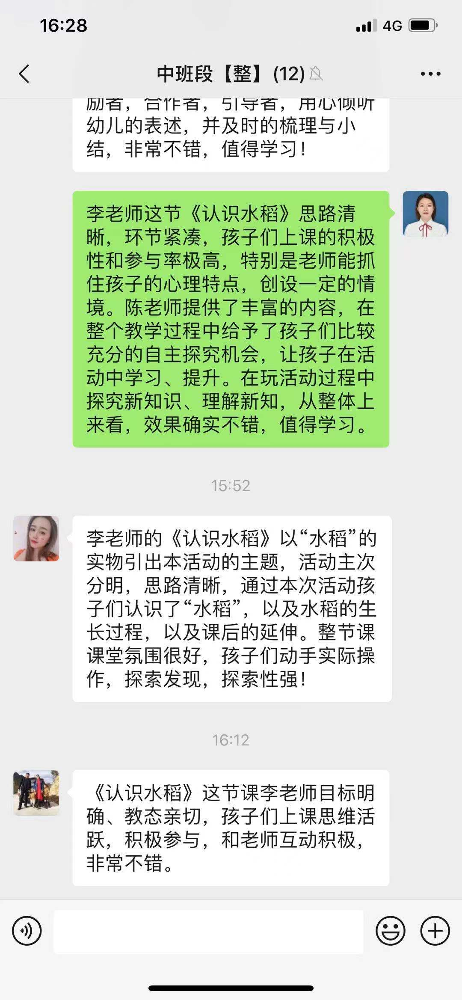 16:28
4G
中班段【整】(12)
励者，合作者，引导者，用心倾听
幼儿的表述，并及时的梳理与小
结，非常不错，值得学习！
李老师这节《认识水稻》思路清
晰，环节紧凑，孩子们上课的积极
性和参与率极高，特别是老师能抓
住孩子的心理特点，创设一定的情
境。陈老师提供了丰富的内容，在
整个教学过程中给予了孩子们比较
充分的自主探究机会，让孩子在活
动中学习、提升。在玩活动过程中
探究新知识、理解新知，从整体上
来看，效果确实不错，值得学习。
15:52
李老师的《认识水稻》以“水稻”的
实物引出本活动的主题，活动主次
分明，思路清晰，通过本次活动孩
子们认识了“水稻”，以及水稻的生
长过程，以及课后的延伸。整节课
课堂氛围很好，孩子们动手实际操
作，探索发现，探索性强！
16:12
《认识水稻》这节课李老师目标明
确、教态亲切，孩子们上课思维活
跃，积极参与，和老师互动积极，
非常不错。